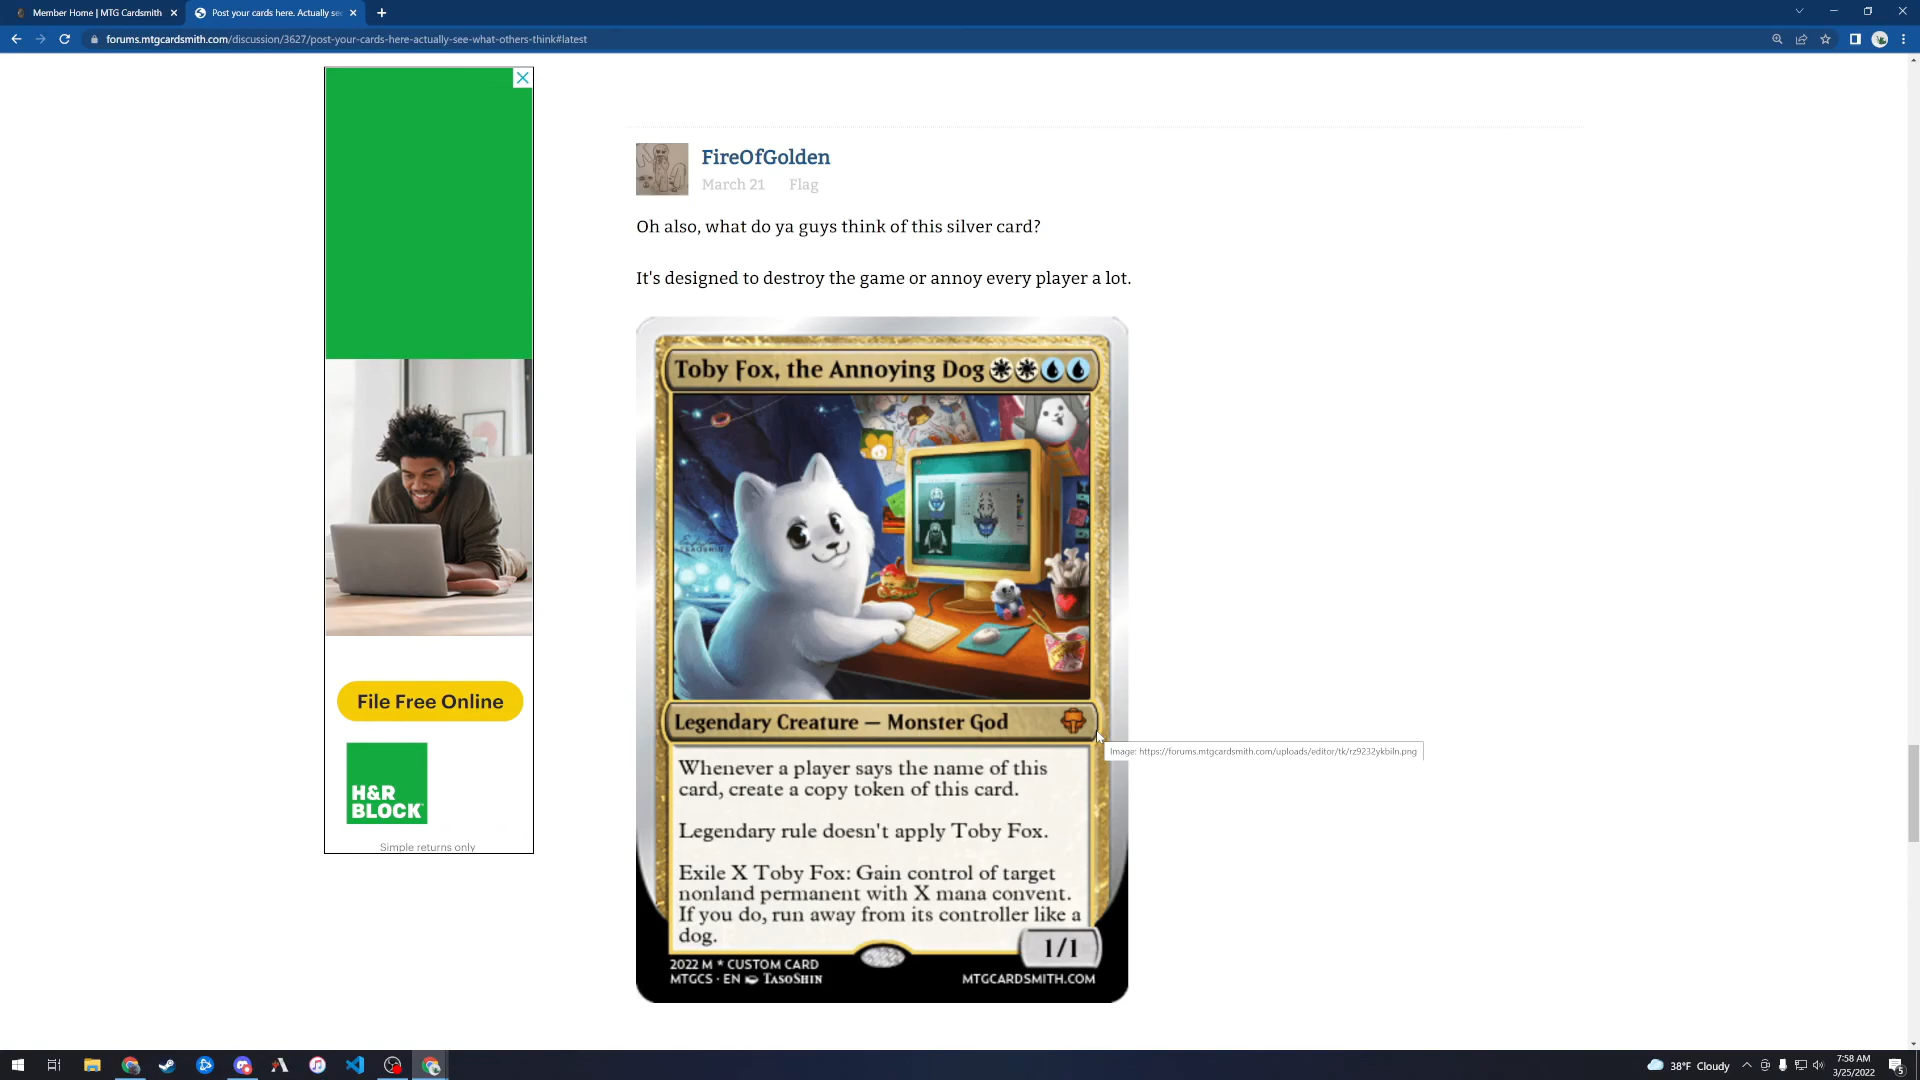 Member Home | MTG Cardsmith
Post your cards here. Actually se
forums.mtgcardsmith.com/discussion/3627/post-your-cards-here-actually-see-what-others-think#latest
FireOfGolden
March 21 Flag
Oh also, what do ya guys think of this silver card?
It's designed to destroy the game or annoy every player a lot.
Toby Fox, the Annoying Dog
Legendary Creature — Monster God
Image: https://forums.mtgcardsmith.com/uploads/editor/tk/rz9232ykbiln.png
Whenever a player says the name of this
card, create a copy token of this card.
Legendary rule doesn't apply Toby Fox.
Exile X Toby Fox: Gain control of target
nonland permanent with X mana convent.
If you do, run away from its controller like a
dog.
1/1
2022 M * CUSTOM CARD
MTGCS · EN TASOSHIN
MTGCARDSMITH.COM
File Free Online
H&R
BLOCK
Simple returns only
38°F Cloudy
7:58 AM
3/25/2022
5